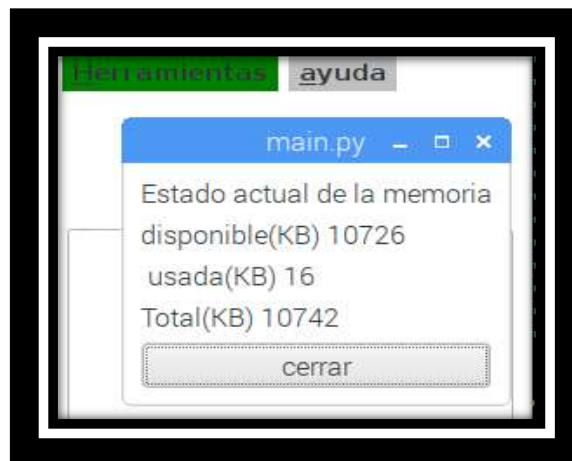 Herramientas ayuda
main.py
Estado actual de la memoria
disponible(KB) 10726
usada(KB) 16
Total(KB) 10742
cerrar